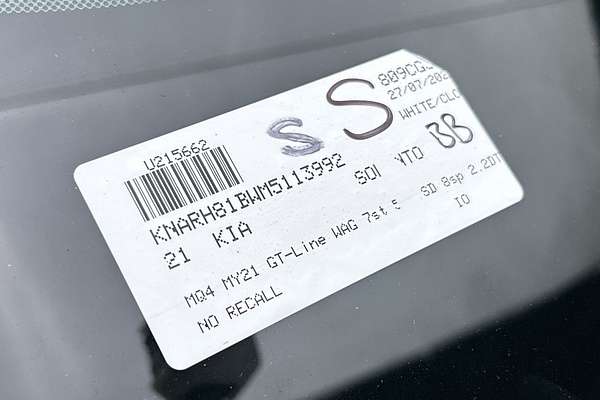 U215662
S S
809CG
27/07/202
WHITE/CLO
KNARH81BWM5113992
SOI YTO BB
21 KIA
MQ4 MY21 GT-Line WAG 7st 5 SD 8sp 2.2DT
NO RECALL
IO